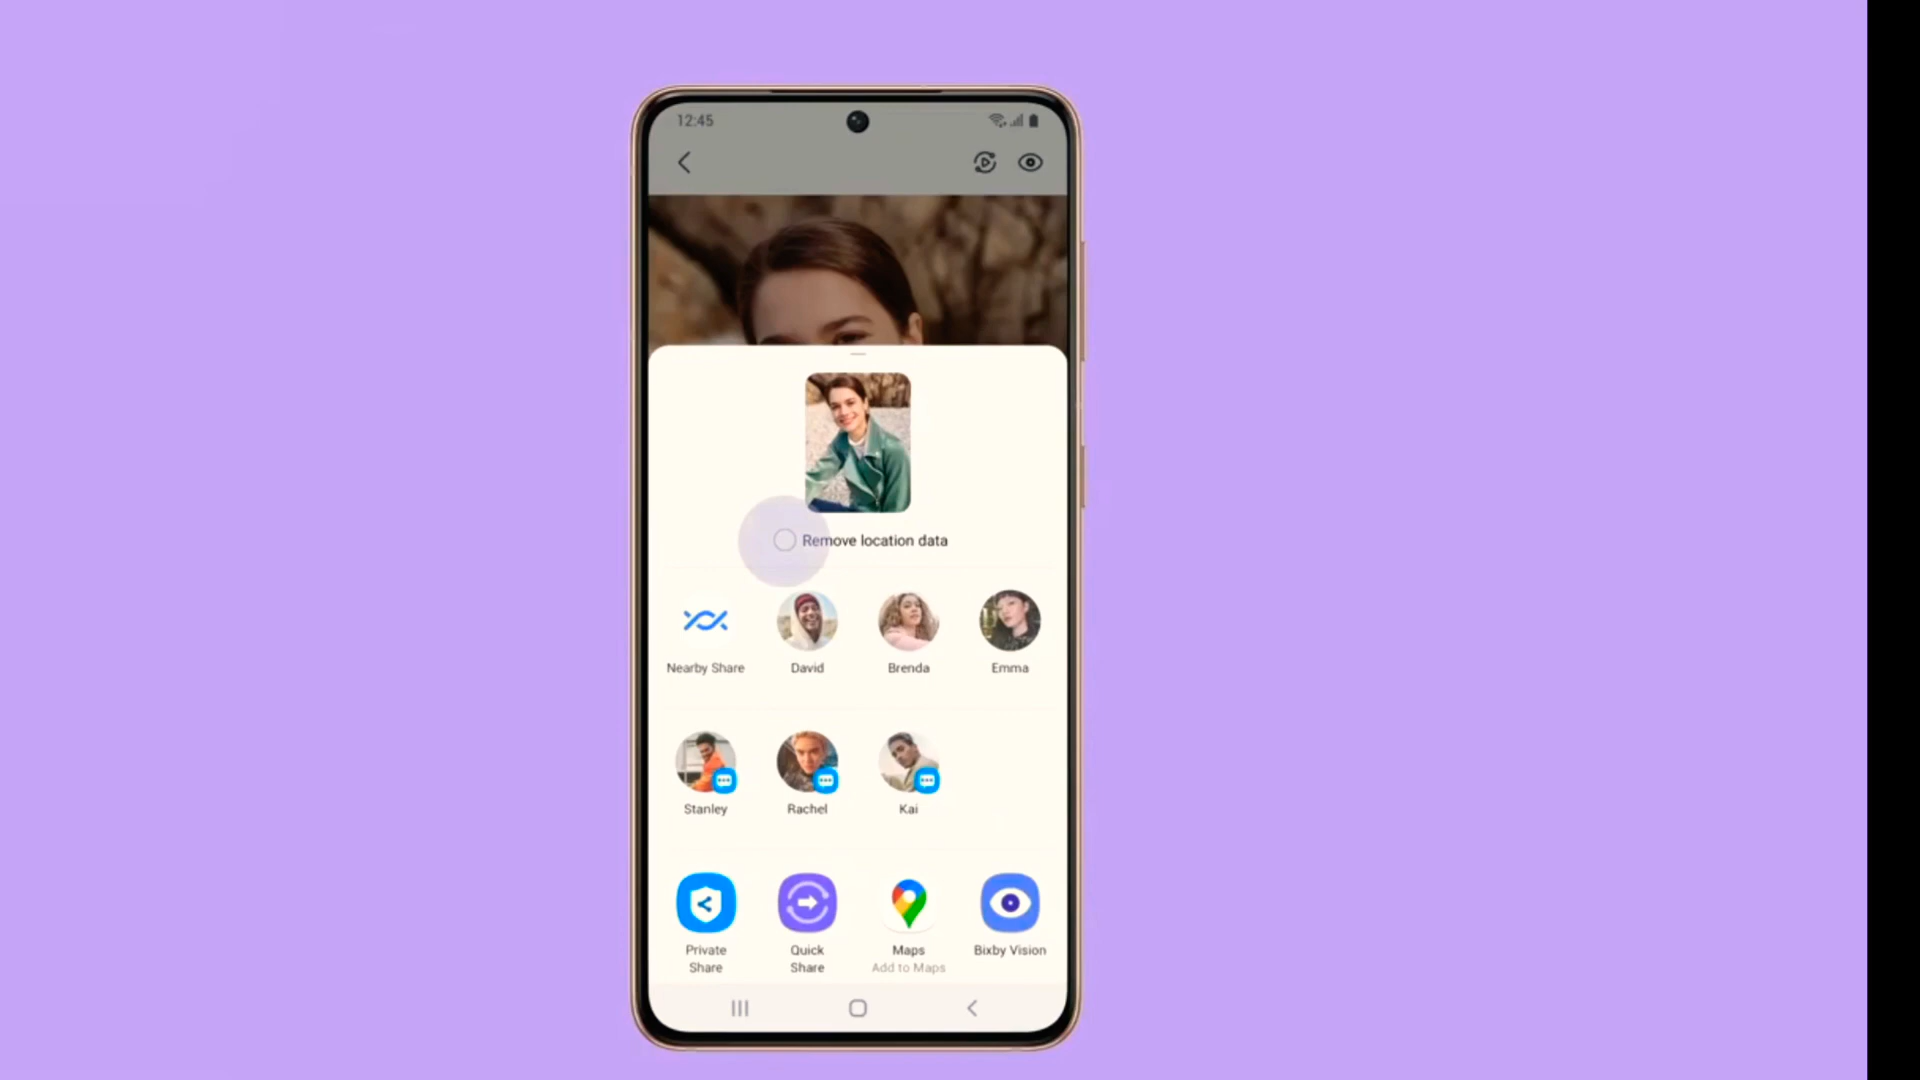 12:45
Remove location data
Nearby Share
David
Brenda
Emma
Stanley
Rachel
Kai
Private
Share
Quick
Share
Maps
Add to Maps
Bixby Vision